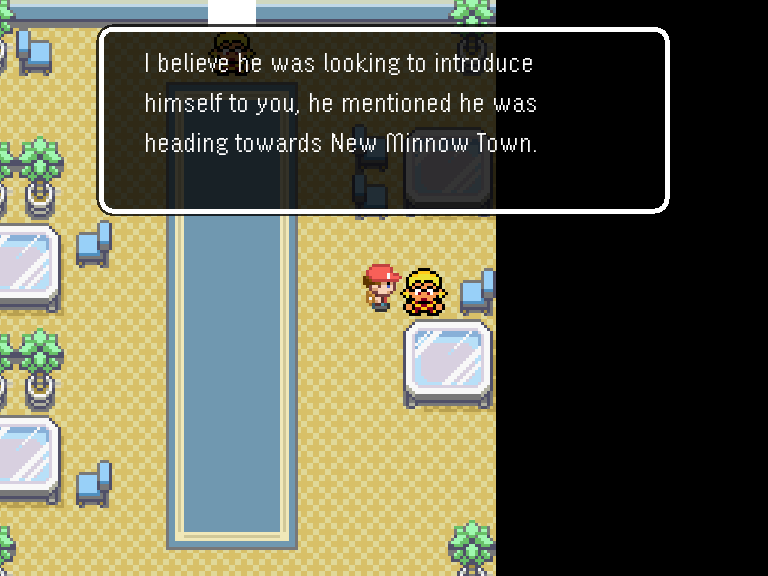 I believe he was looking to introduce
himself to you, he mentioned he was
heading towards New Minnow Town.